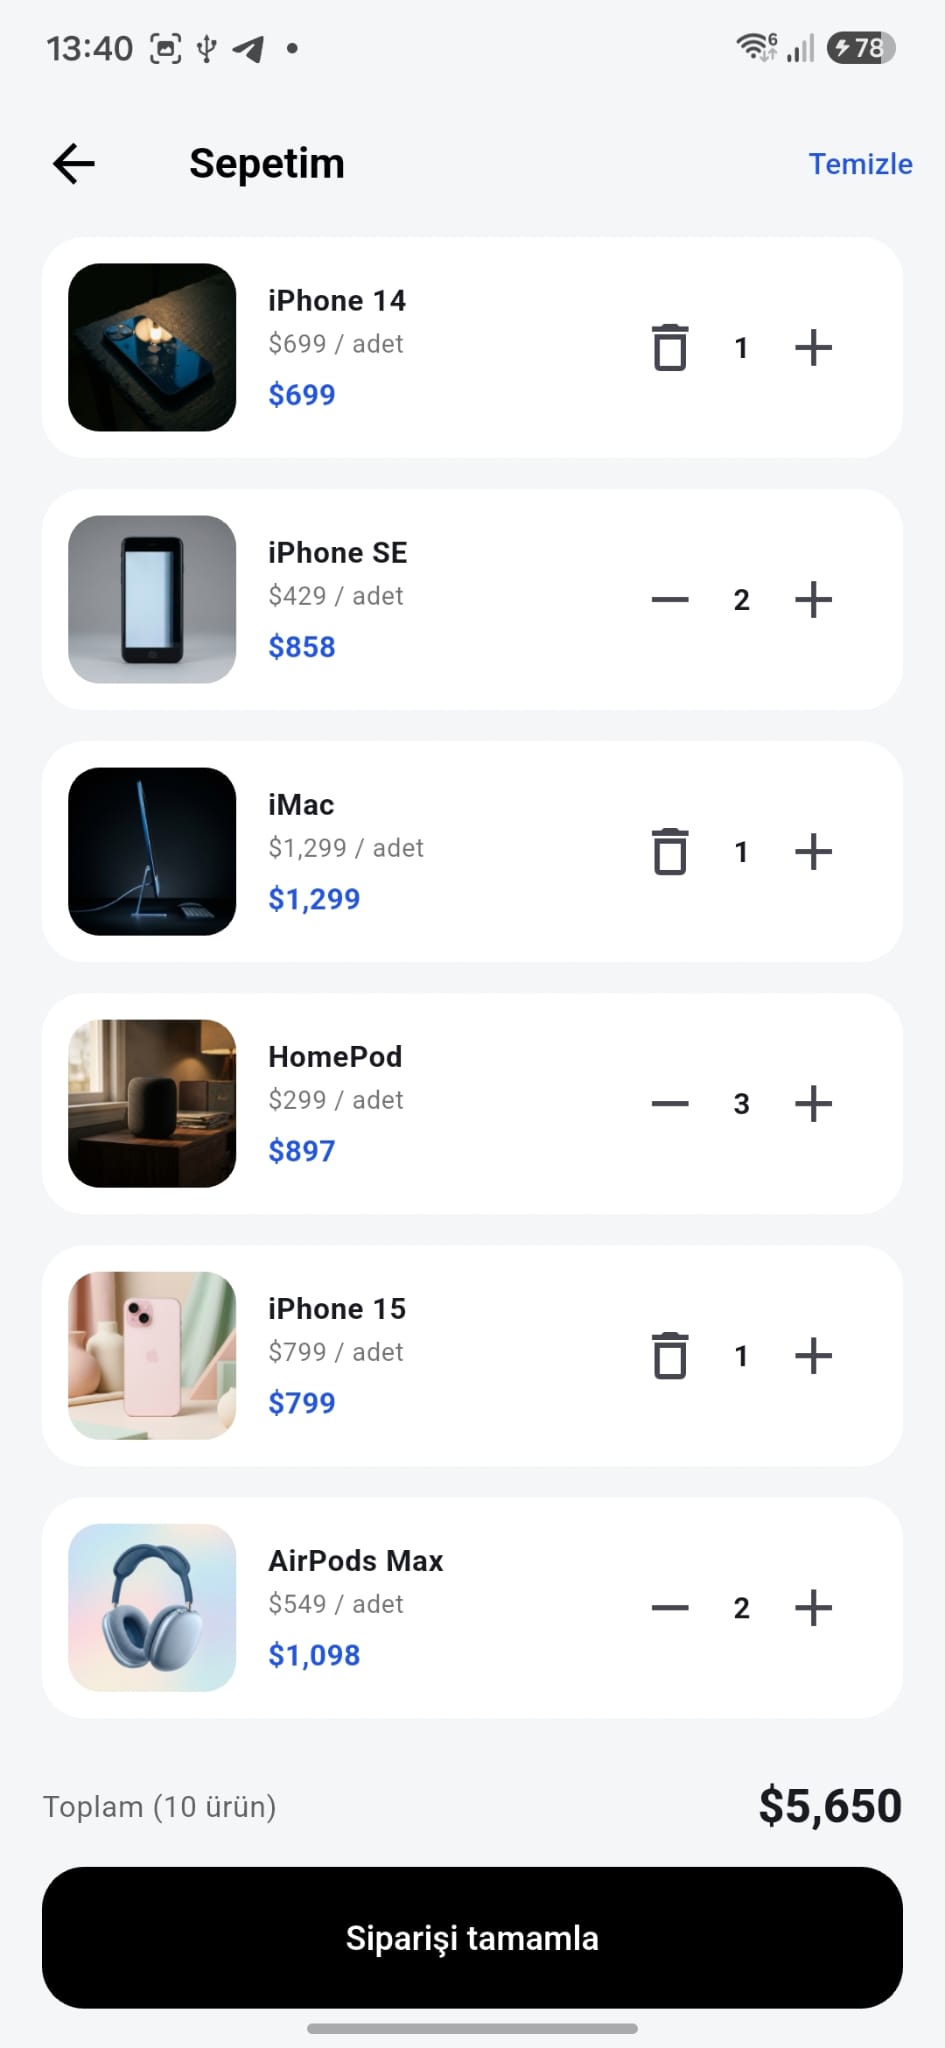 13:40
6
78
Sepetim
Temizle
iPhone 14
$699 / adet
$699
1
iPhone SE
$429 / adet
$858
2
iMac
$1,299 / adet
$1,299
1
HomePod
$299 / adet
$897
3
iPhone 15
$799 / adet
$799
1
AirPods Max
$549 / adet
$1,098
2
Toplam (10 ürün)
$5,650
Siparişi tamamla